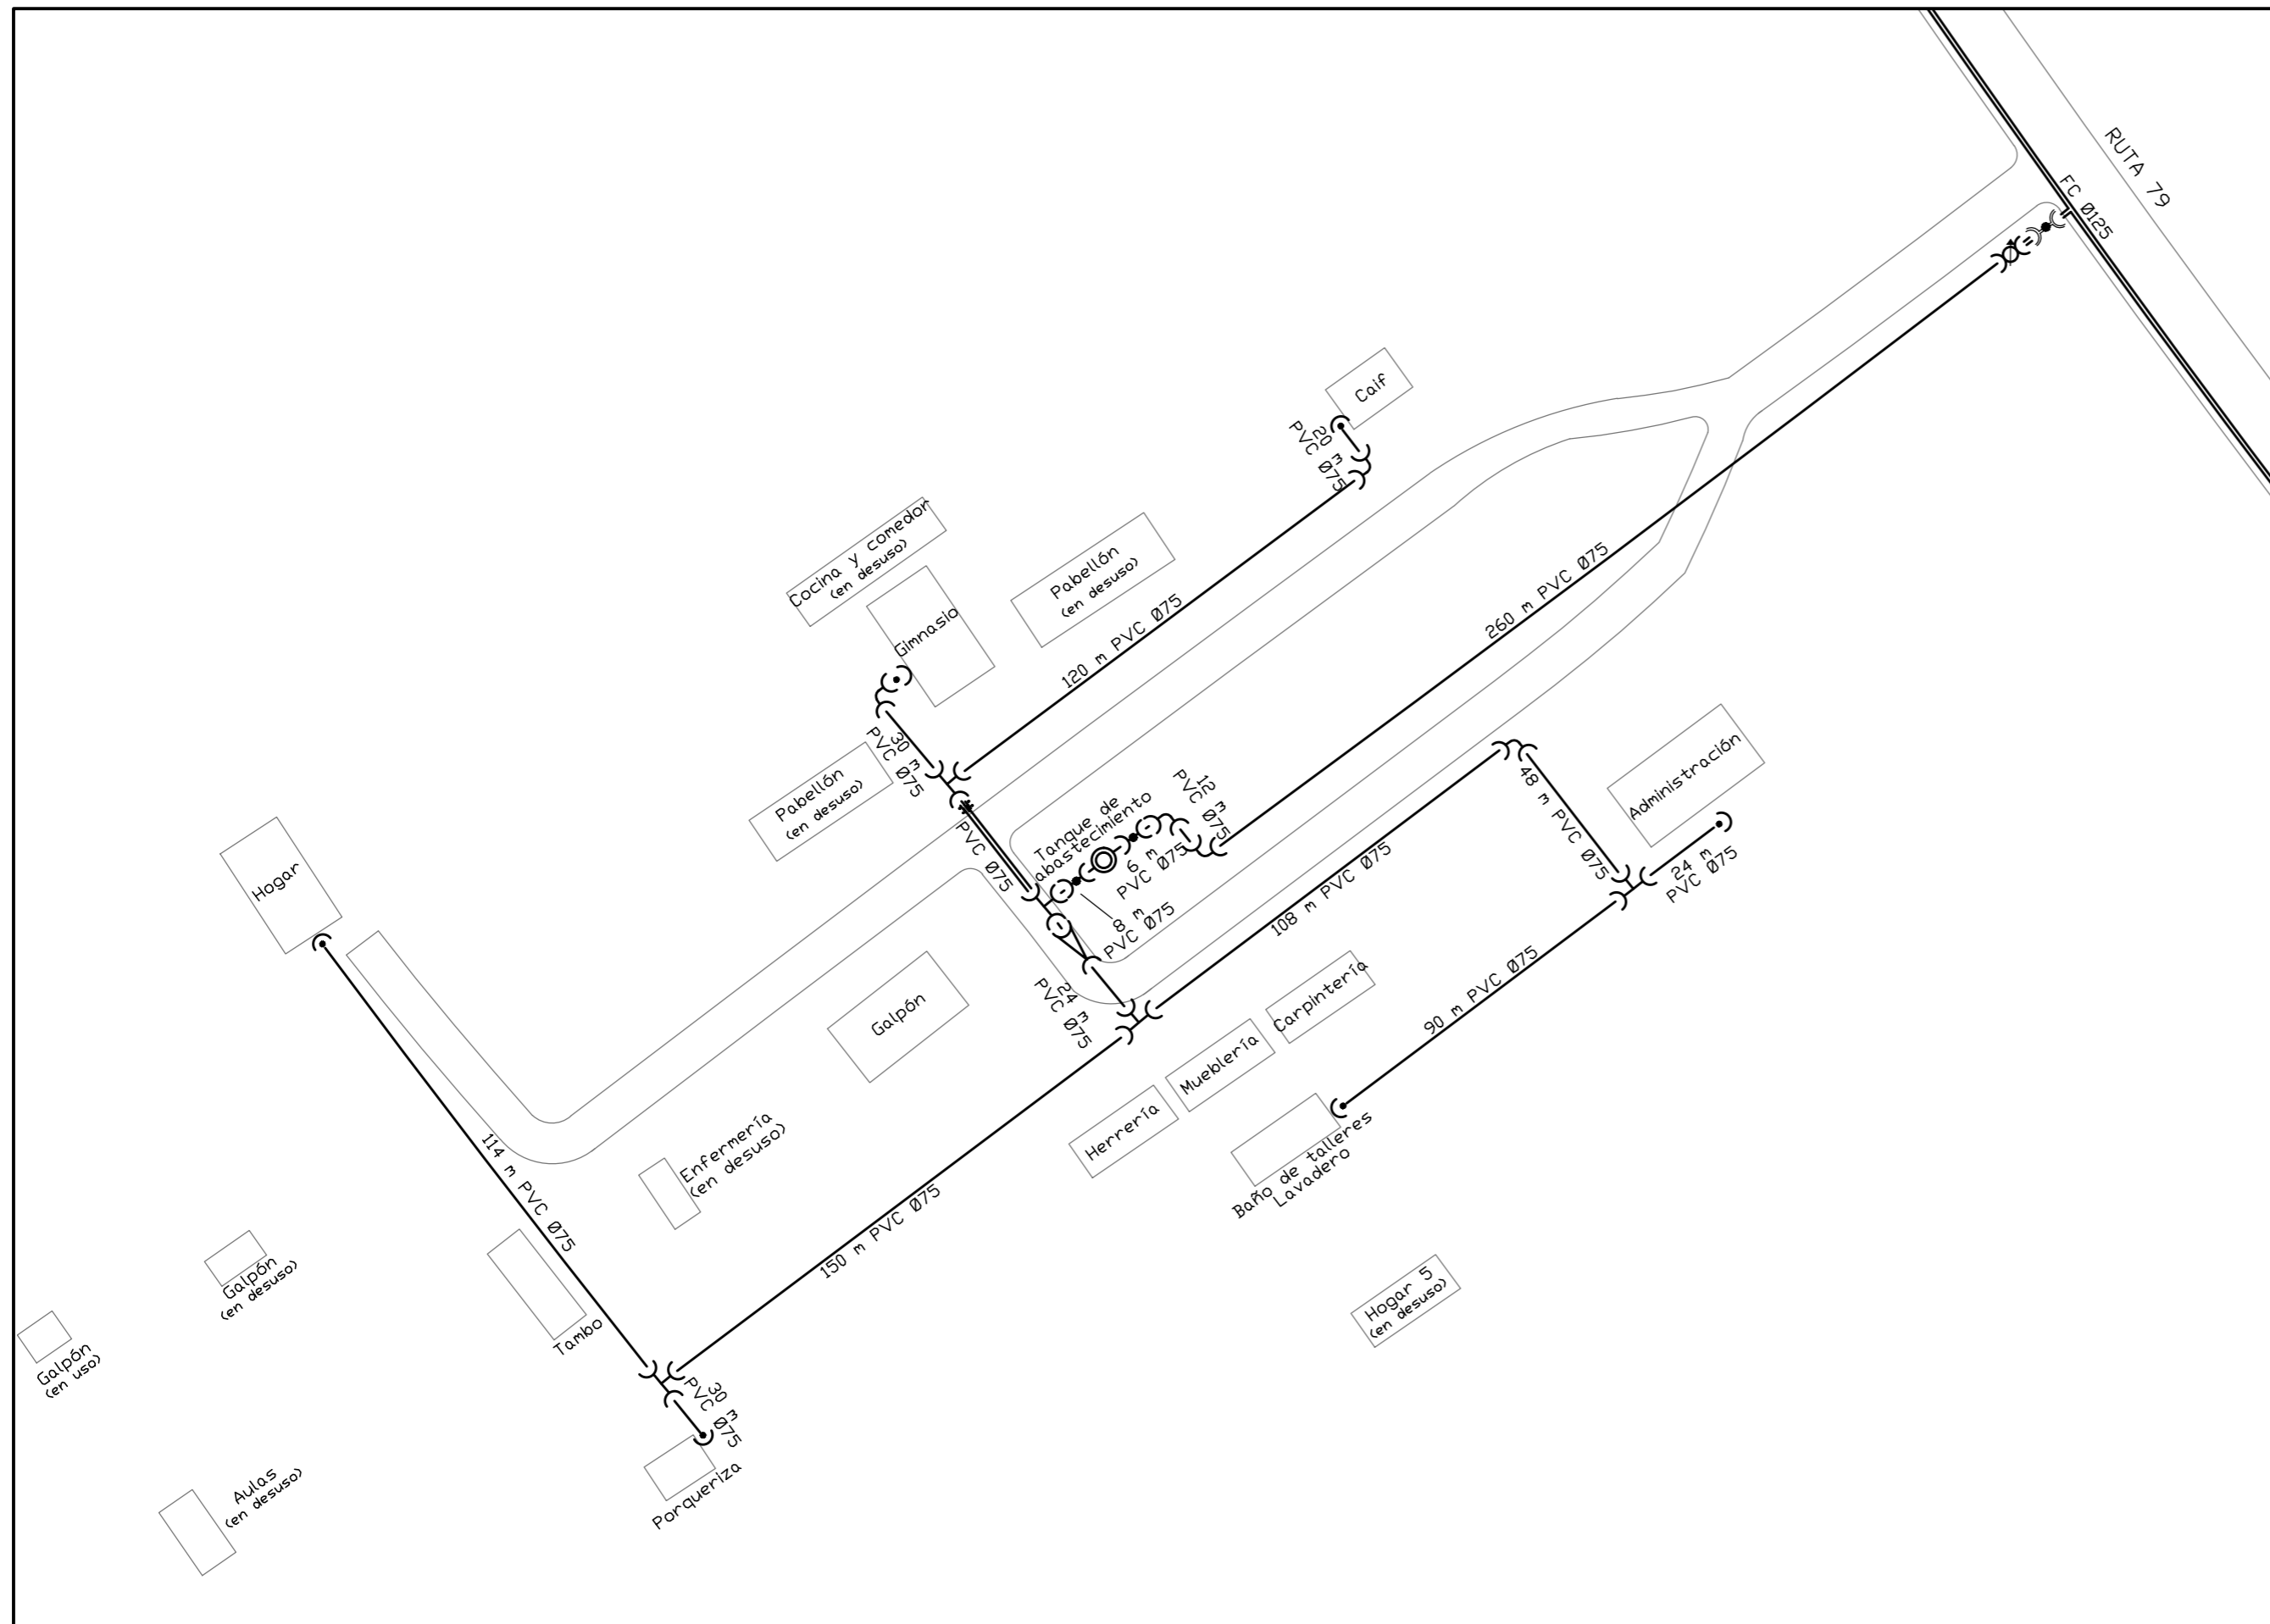 RUTA 79
FC Ø125
Caif
20 m
PVC Ø75
Cocina y comedor
(en desuso)
Pabellón
(en desuso)
Gimnasio
260 m PVC Ø75
120 m PVC Ø75
30 m
PVC Ø75
Pabellón
(en desuso)
PVC Ø75
Tanque de
abastecimiento
12 m
PVC Ø75
6 m
PVC Ø75
8 m
PVC Ø75
48 m PVC Ø75
Administración
24 m
PVC Ø75
108 m PVC Ø75
90 m PVC Ø75
Hogar
Galpón
24 m
PVC Ø75
Carpintería
Mueblería
Herrería
Baño de talleres
Lavadero
Enfermería
(en desuso)
114 m PVC Ø75
150 m PVC Ø75
Galpón
(en desuso)
Galpón
(en uso)
Tambo
Hogar 5
(en desuso)
30 m
PVC Ø75
Porqueriza
Aulas
(en desuso)